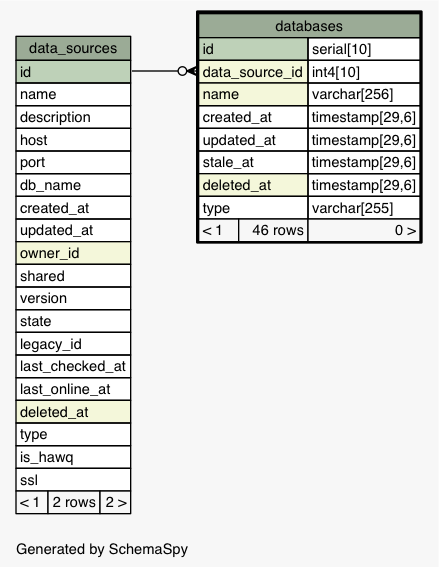 data_sources
id
name
description
host
port
db_name
created_at
updated_at
owner_id
shared
version
state
legacy_id
last_checked_at
last_online_at
deleted_at
type
is_hawq
ssl
< 1 2 rows 2 >
databases
id serial[10]
data_source_id int4[10]
name varchar[256]
created_at timestamp[29,6]
updated_at timestamp[29,6]
stale_at timestamp[29,6]
deleted_at timestamp[29,6]
type varchar[255]
< 1 46 rows 0 >
Generated by SchemaSpy